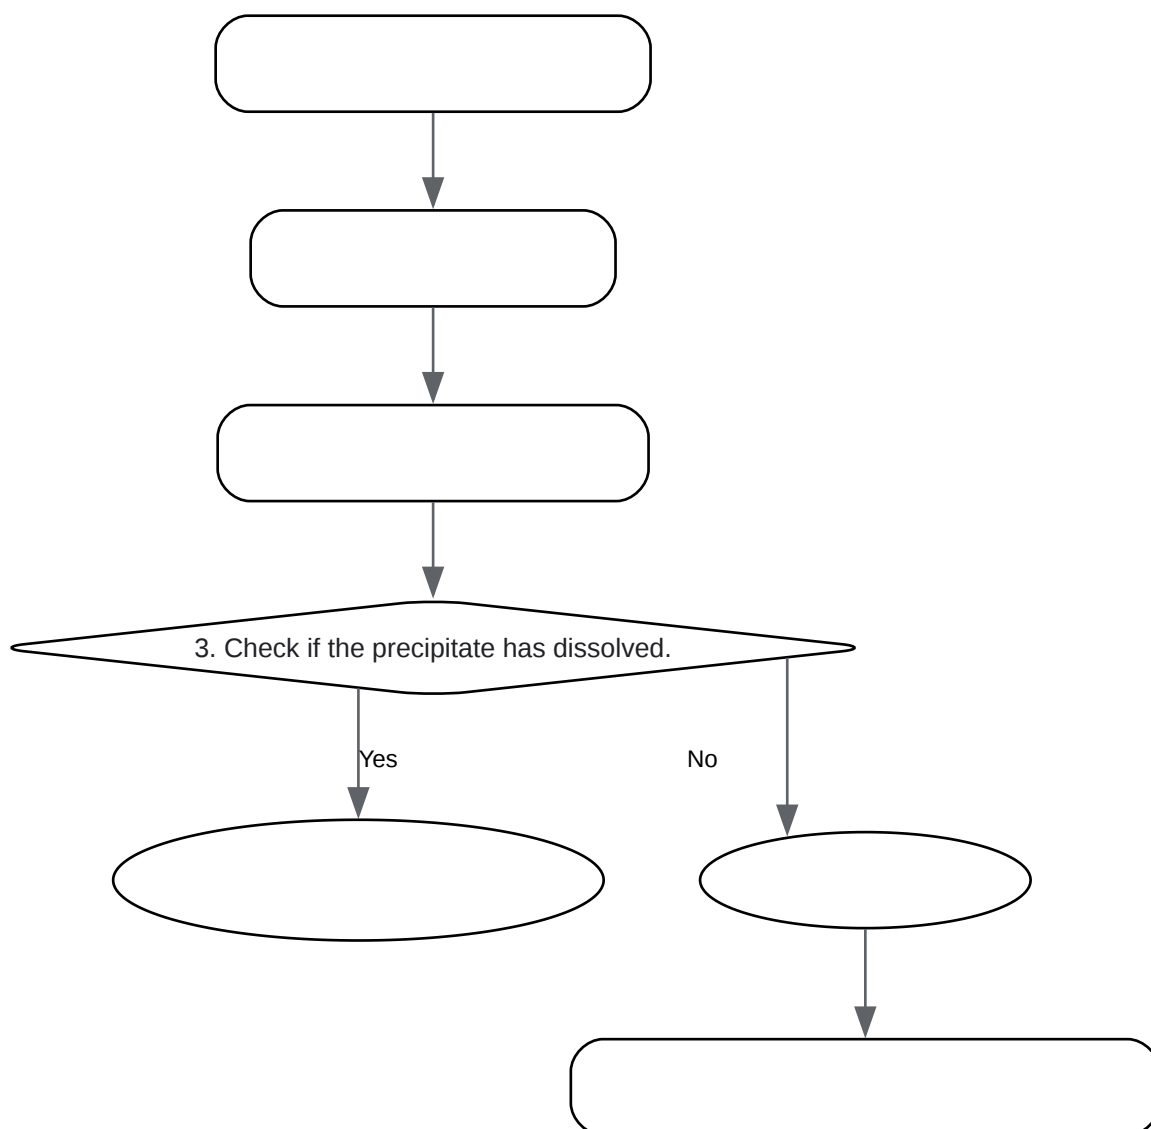 3. Check if the precipitate has dissolved.
Yes
No